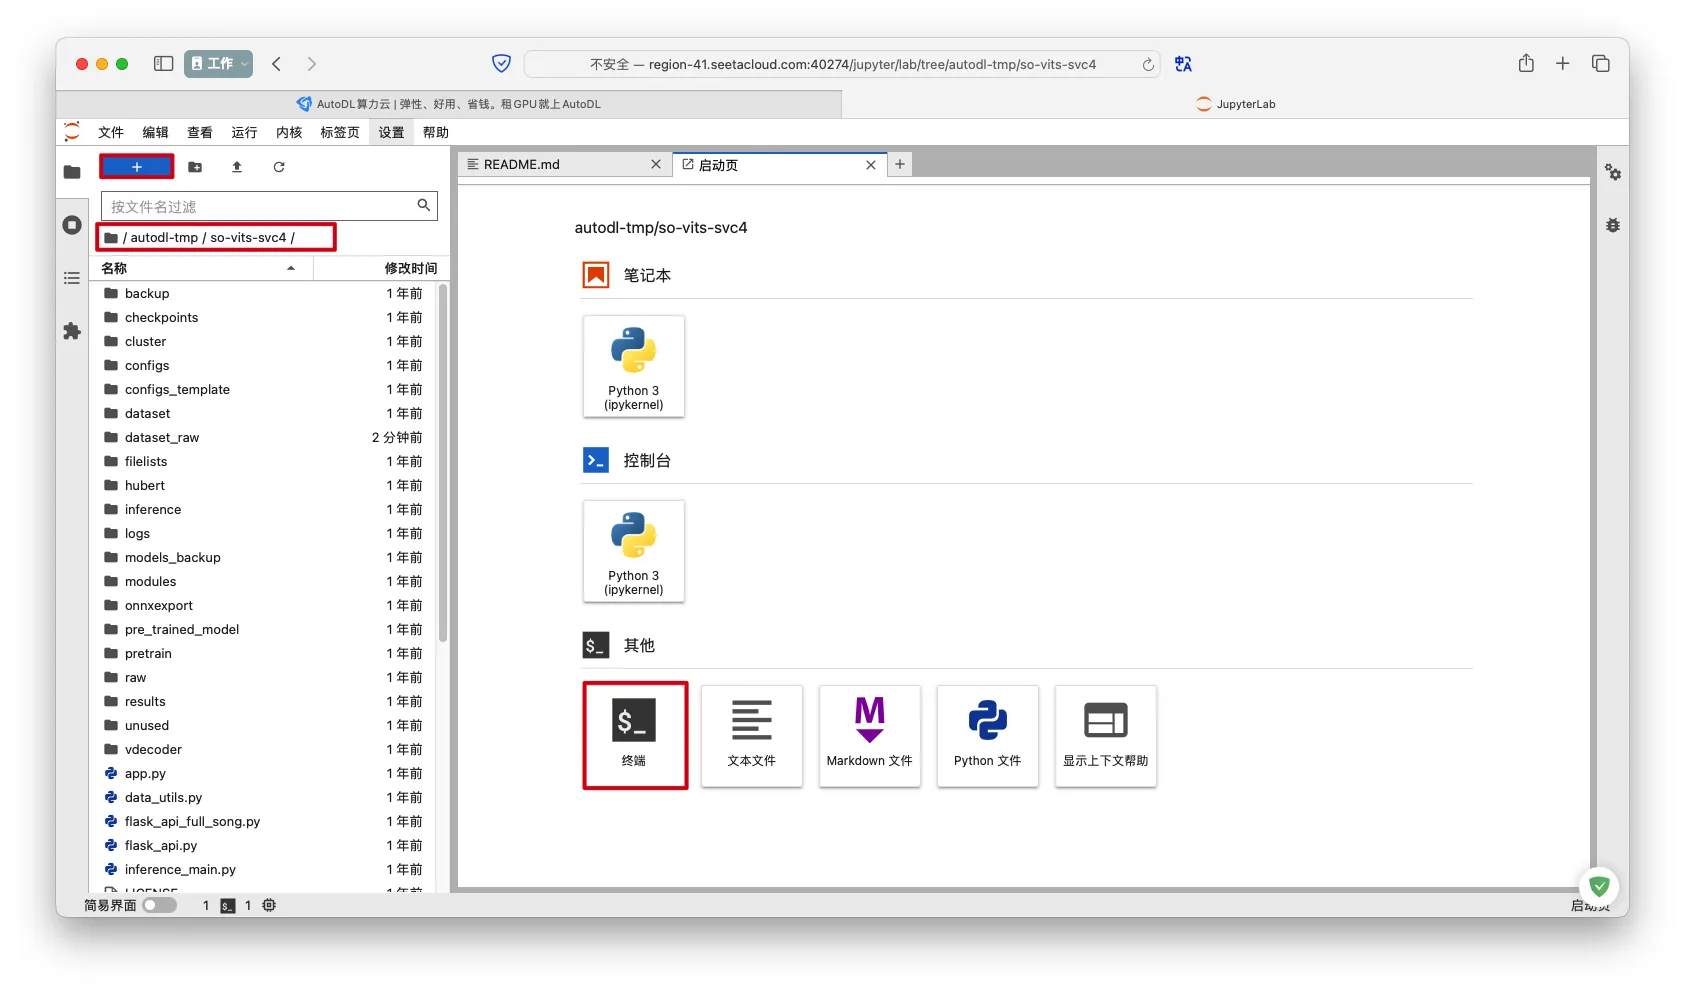 工作
不安全 — region-41.seetacloud.com:40274/jupyter/lab/tree/autodl-tmp/so-vits-svc4
AutoDL算力云 | 弹性、好用、省钱。租GPU就上AutoDL
JupyterLab
文件 编辑 查看 运行 内核 标签页 设置 帮助
README.md
启动页
按文件名过滤
/ autodl-tmp / so-vits-svc4 /
名称 修改时间
backup 1 年前
checkpoints 1 年前
cluster 1 年前
configs 1 年前
configs_template 1 年前
dataset 1 年前
dataset_raw 2 分钟前
filelists 1 年前
hubert 1 年前
inference 1 年前
logs 1 年前
models_backup 1 年前
modules 1 年前
onnxexport 1 年前
pre_trained_model 1 年前
pretrain 1 年前
raw 1 年前
results 1 年前
unused 1 年前
vdecoder 1 年前
app.py 1 年前
data_utils.py 1 年前
flask_api_full_song.py 1 年前
flask_api.py 1 年前
inference_main.py 1 年前
LICENSE 1 年前
autodl-tmp/so-vits-svc4
笔记本
Python 3
(ipykernel)
控制台
Python 3
(ipykernel)
$_ 其他
$_
终端
文本文件
Markdown 文件
Python 文件
显示上下文帮助
简易界面 1 $_ 1
启动页